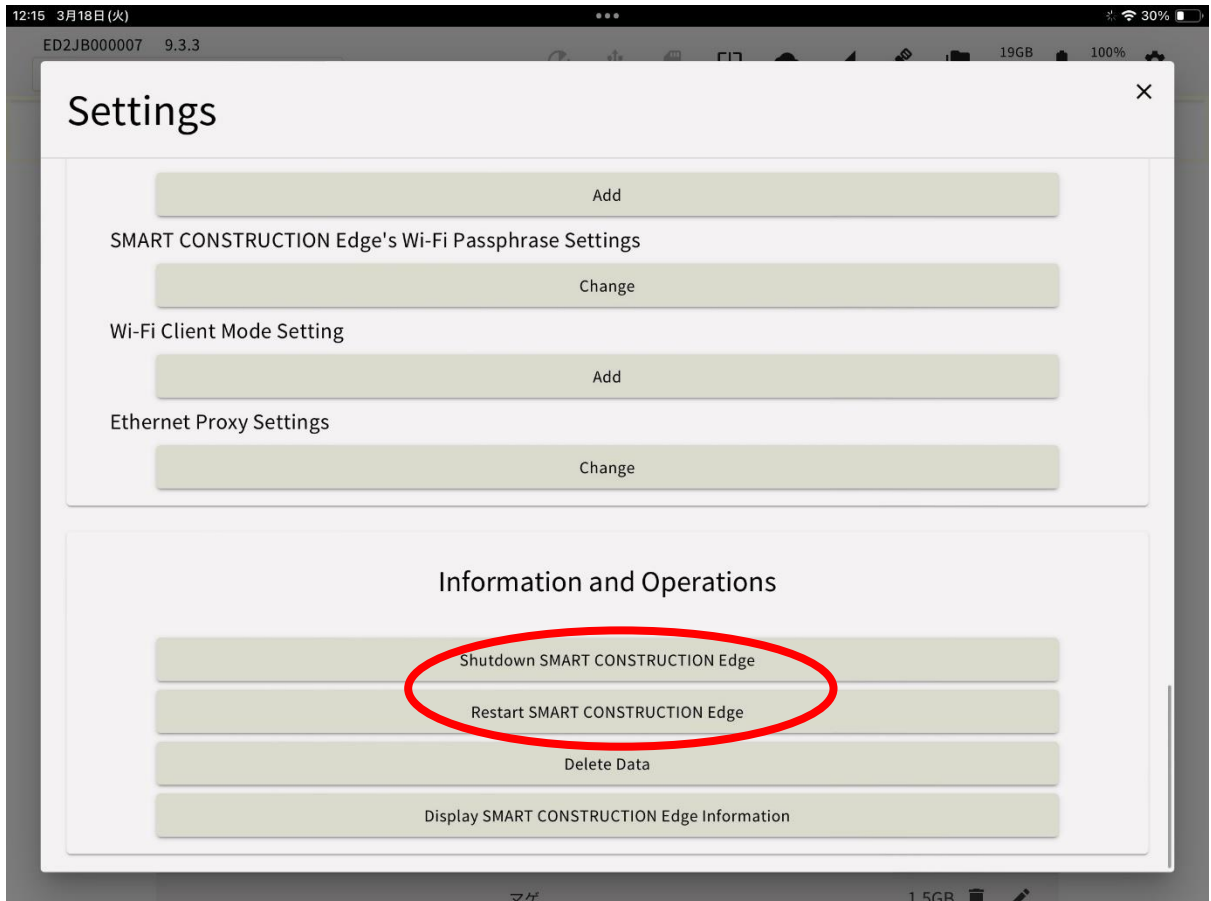 12:15 3月18日(火) 30%
ED2JB000007 9.3.3
19GB 100%
Settings
Add
SMART CONSTRUCTION Edge's Wi-Fi Passphrase Settings
Change
Wi-Fi Client Mode Setting
Add
Ethernet Proxy Settings
Change
Information and Operations
Shutdown SMART CONSTRUCTION Edge
Restart SMART CONSTRUCTION Edge
Delete Data
Display SMART CONSTRUCTION Edge Information
1.5GB